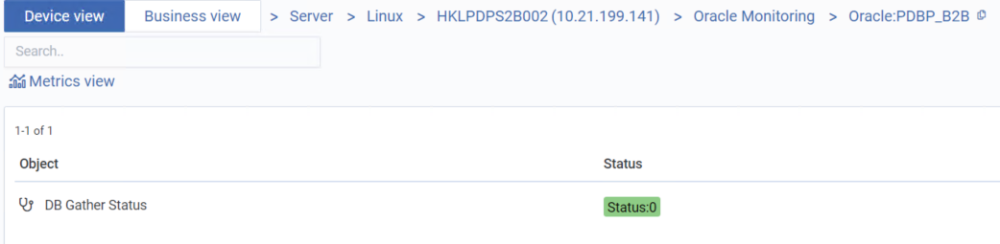 Device view Business view > Server > Linux > HKLPDPS2B002 (10.21.199.141) > Oracle Monitoring > Oracle:PDBP_B2B
Search..
Metrics view
1-1 of 1
Object Status
DB Gather Status Status:0